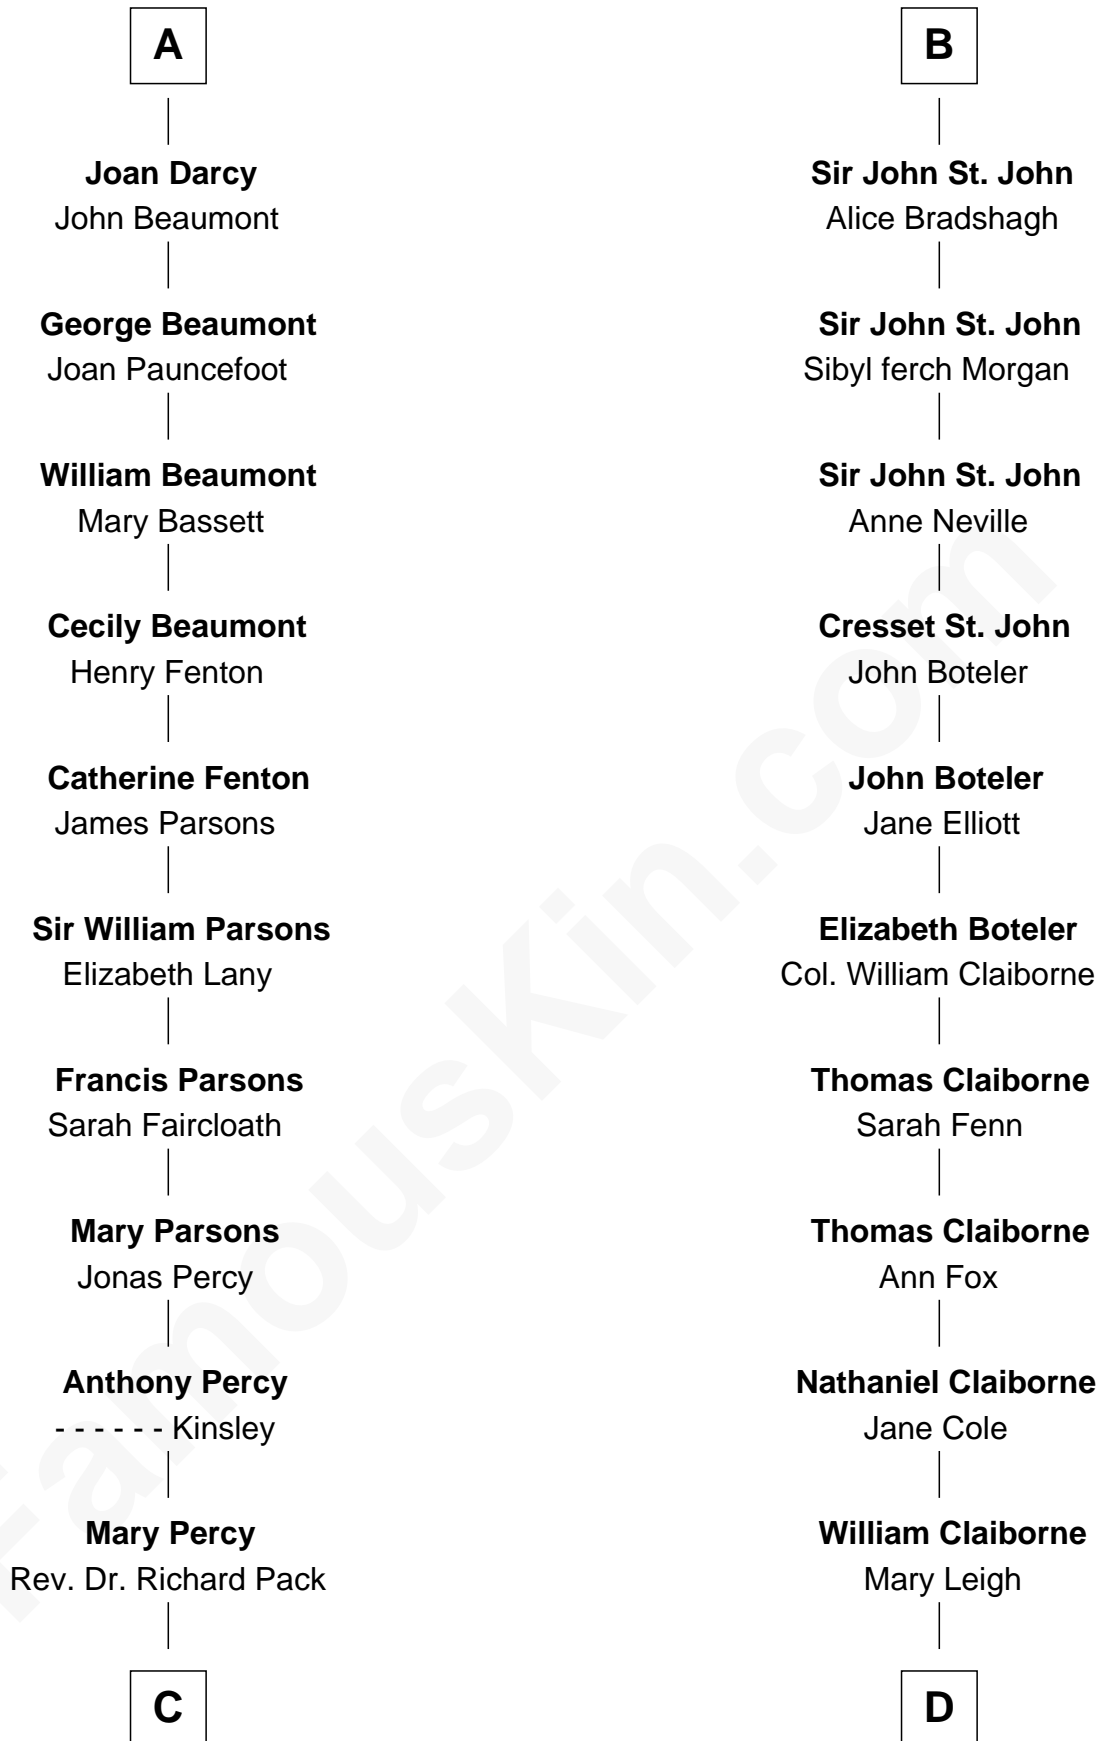 A
Joan Darcy
John Beaumont
George Beaumont
Joan Pauncefoot
William Beaumont
Mary Bassett
Cecily Beaumont
Henry Fenton
Catherine Fenton
James Parsons
Sir William Parsons
Elizabeth Lany
Francis Parsons
Sarah Faircloath
Mary Parsons
Jonas Percy
Anthony Percy
- - - - - - Kinsley
Mary Percy
Rev. Dr. Richard Pack
C
B
Sir John St. John
Alice Bradshagh
Sir John St. John
Sibyl ferch Morgan
Sir John St. John
Anne Neville
Cresset St. John
John Boteler
John Boteler
Jane Elliott
Elizabeth Boteler
Col. William Claiborne
Thomas Claiborne
Sarah Fenn
Thomas Claiborne
Ann Fox
Nathaniel Claiborne
Jane Cole
William Claiborne
Mary Leigh
D
FamousKin.com